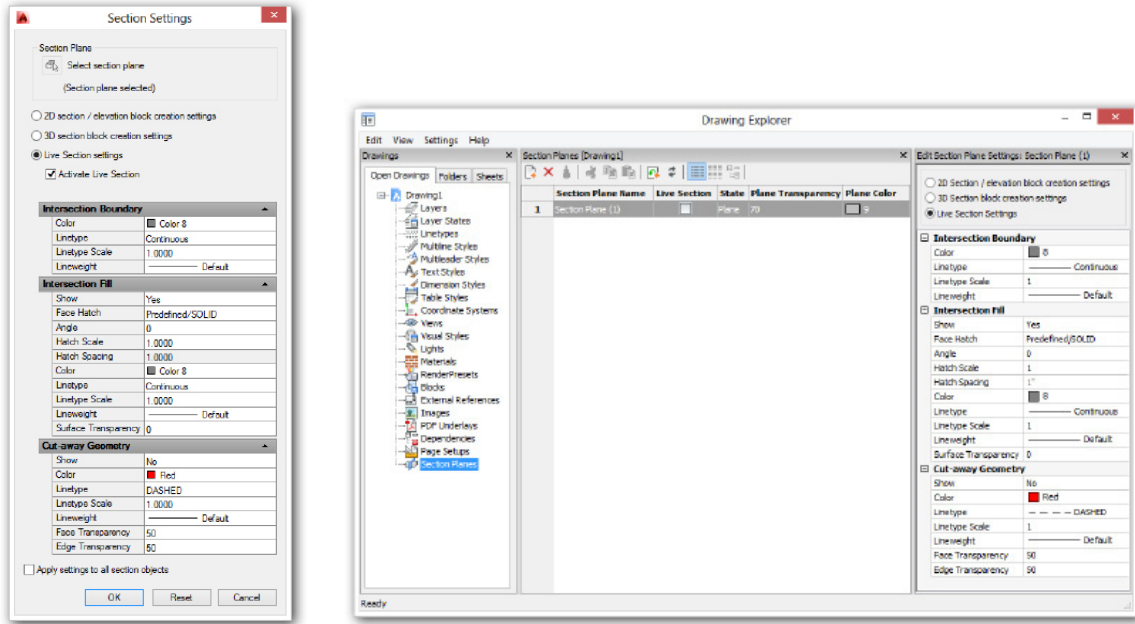 Section Settings
Section Plane
Select section plane
(Section plane selected)
2D section / elevation block creation settings
3D section block creation settings
Live Section settings
Activate Live Section
Intersection Boundary
Color Color 8
Linetype Continuous
Linetype Scale 1.0000
Lineweight Default
Intersection Fill
Show Yes
Face Hatch Predefined/SOLID
Angle 0
Hatch Scale 1.0000
Hatch Spacing 1.0000
Color Color 8
Linetype Continuous
Linetype Scale 1.0000
Lineweight Default
Surface Transparency 0
Cut-away Geometry
Show No
Color Red
Linetype DASHED
Linetype Scale 1.0000
Lineweight Default
Face Transparency 50
Edge Transparency 50
Apply settings to all section objects
OK Reset Cancel
Drawing Explorer
Edit View Settings Help
Drawings
Open Drawings Folders Sheets
Drawing1
Layers
Layer States
Linetypes
Multiline Styles
Multileader Styles
Text Styles
Dimension Styles
Table Styles
Coordinate Systems
Views
Visual Styles
Lights
Materials
RenderPresets
Blocks
External References
Images
PDF Underlays
Dependencies
Page Setups
Section Planes
Section Planes [Drawing1]
Section Plane Name Live Section State Plane Transparency Plane Color
1 Section Plane (1) Plane 70 9
Edit Section Plane Settings: Section Plane (1)
2D Section / elevation block creation settings
3D Section block creation settings
Live Section Settings
Intersection Boundary
Color 8
Linetype Continuous
Linetype Scale 1
Lineweight Default
Intersection Fill
Show Yes
Face Hatch Predefined/SOLID
Angle 0
Hatch Scale 1
Hatch Spacing 1"
Color 8
Linetype Continuous
Linetype Scale 1
Lineweight Default
Surface Transparency 0
Cut-away Geometry
Show No
Color Red
Linetype DASHED
Linetype Scale 1
Lineweight Default
Face Transparency 50
Edge Transparency 50
Ready